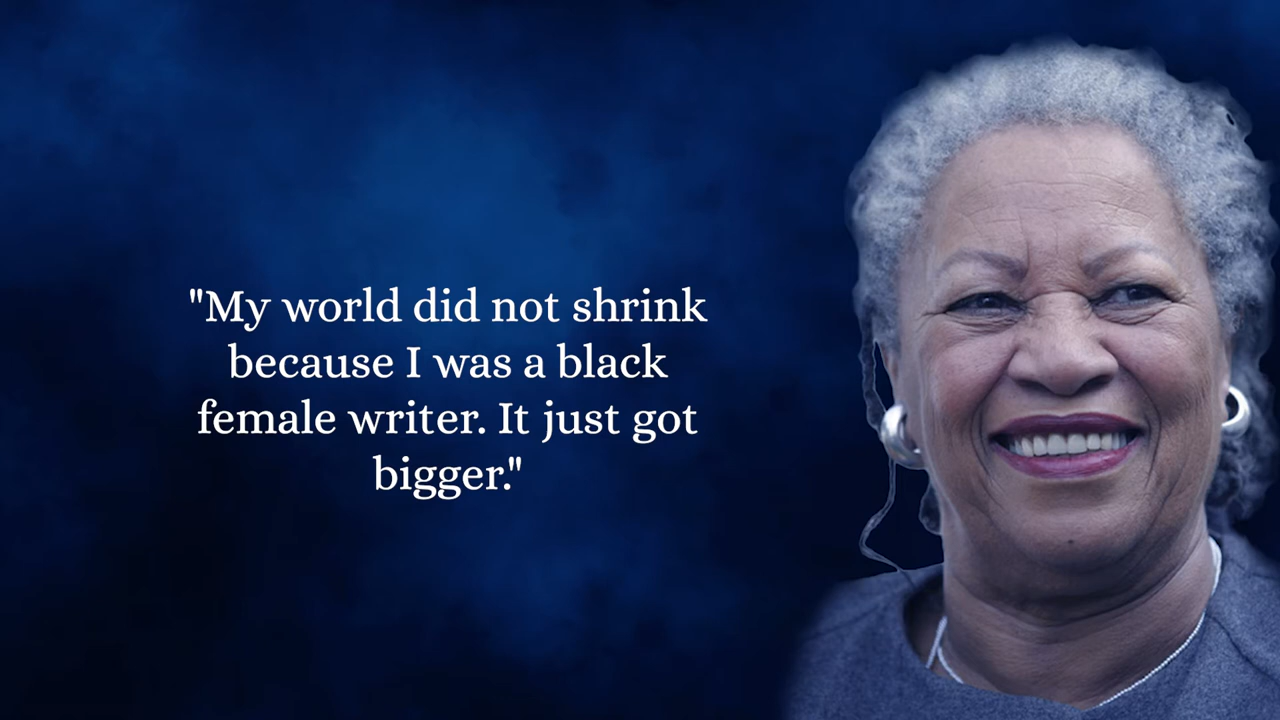 "My world did not shrink
because I was a black
female writer. It just got
bigger."